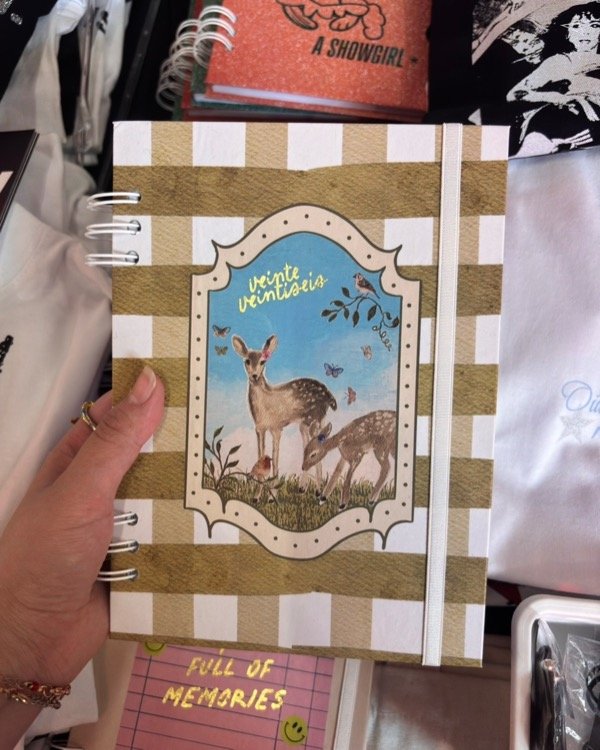 A SHOWGIRL
veinte
veintiseis
FULL OF
MEMORIES